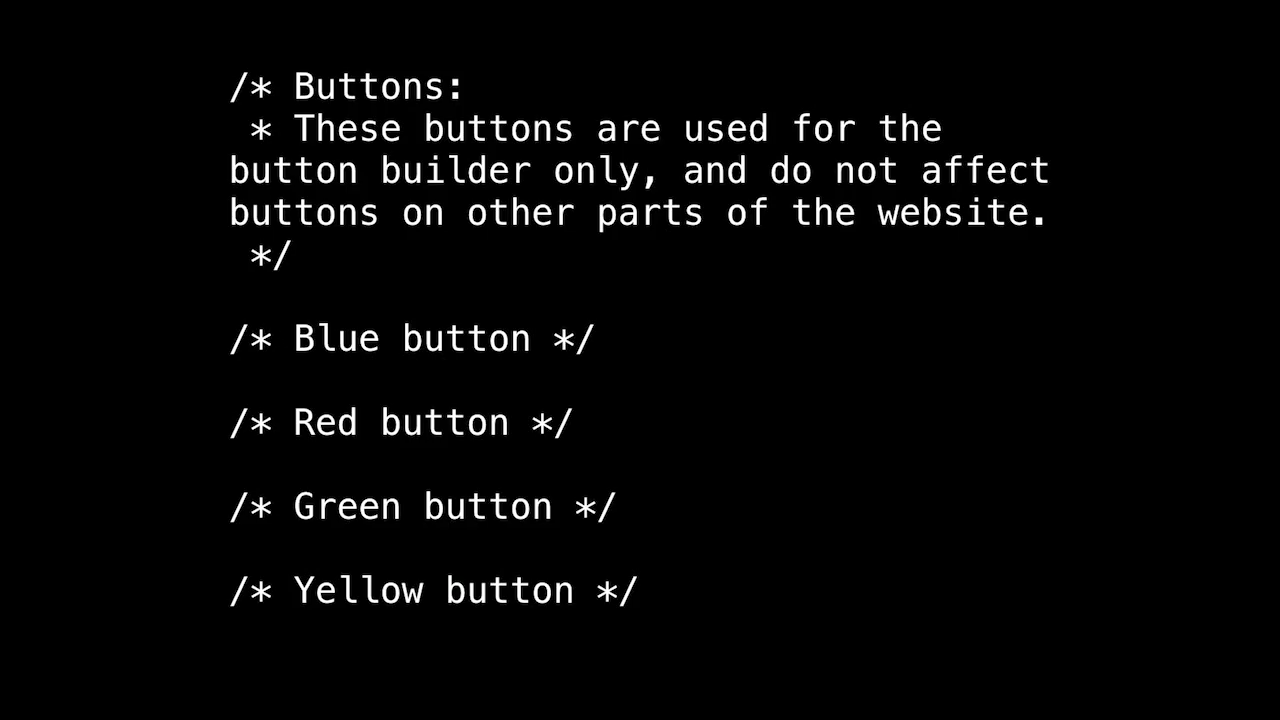 /* Buttons:
 * These buttons are used for the
button builder only, and do not affect
buttons on other parts of the website.
 */
/* Blue button */
/* Red button */
/* Green button */
/* Yellow button */